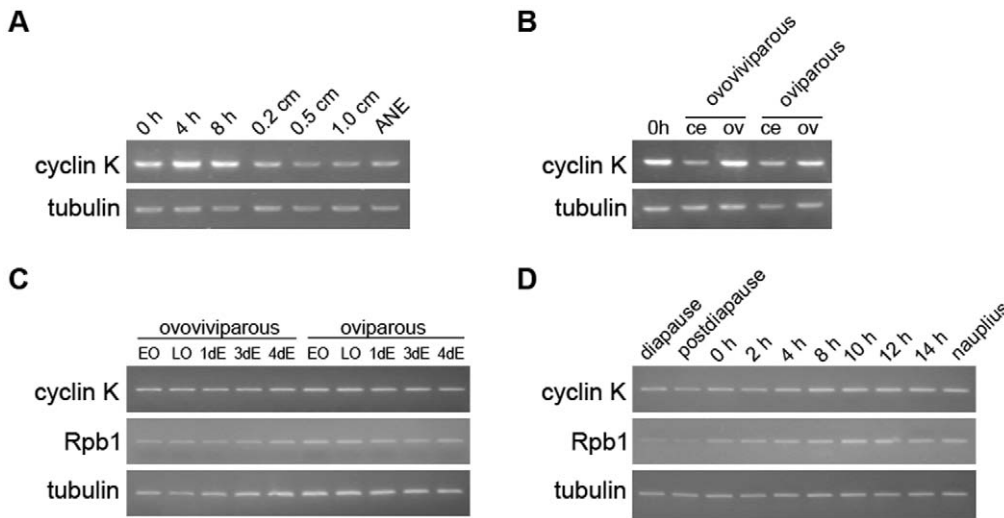 A
0 h 4 h 8 h 0.2 cm 0.5 cm 1.0 cm ANE
cyclin K
tubulin
B
ovoviviparous oviparous
0h ce ov ce ov
cyclin K
tubulin
C
ovoviviparous oviparous
EO LO 1dE 3dE 4dE EO LO 1dE 3dE 4dE
cyclin K
Rpb1
tubulin
D
diapause postdiapause 0 h 2 h 4 h 8 h 10 h 12 h 14 h nauplius
cyclin K
Rpb1
tubulin